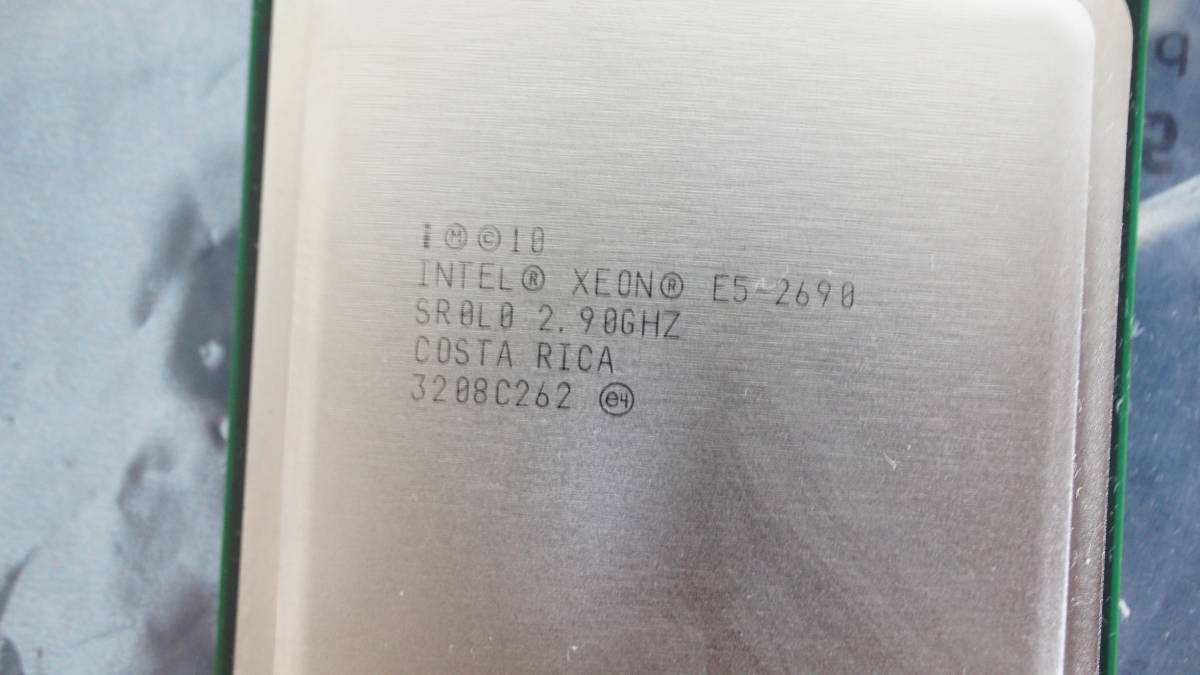 i Ⓜ ©10
INTEL® XEON® E5-2690
SR0L0 2.90GHZ
COSTA RICA
3208C262 e4